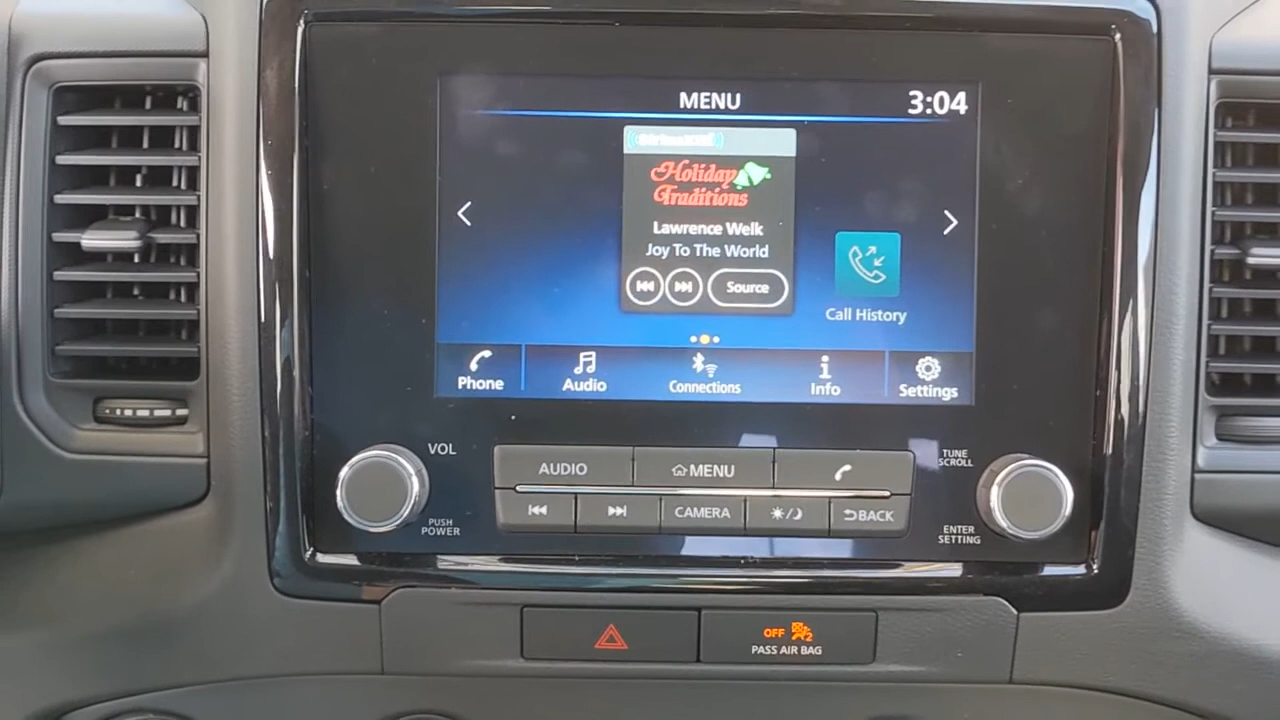 MENU
3:04
Holiday
Traditions
Lawrence Welk
Joy To The World
Source
Call History
Phone
Audio
Connections
Info
Settings
VOL
PUSH
POWER
AUDIO
MENU
CAMERA
BACK
TUNE
SCROLL
ENTER
SETTING
OFF 2
PASS AIR BAG